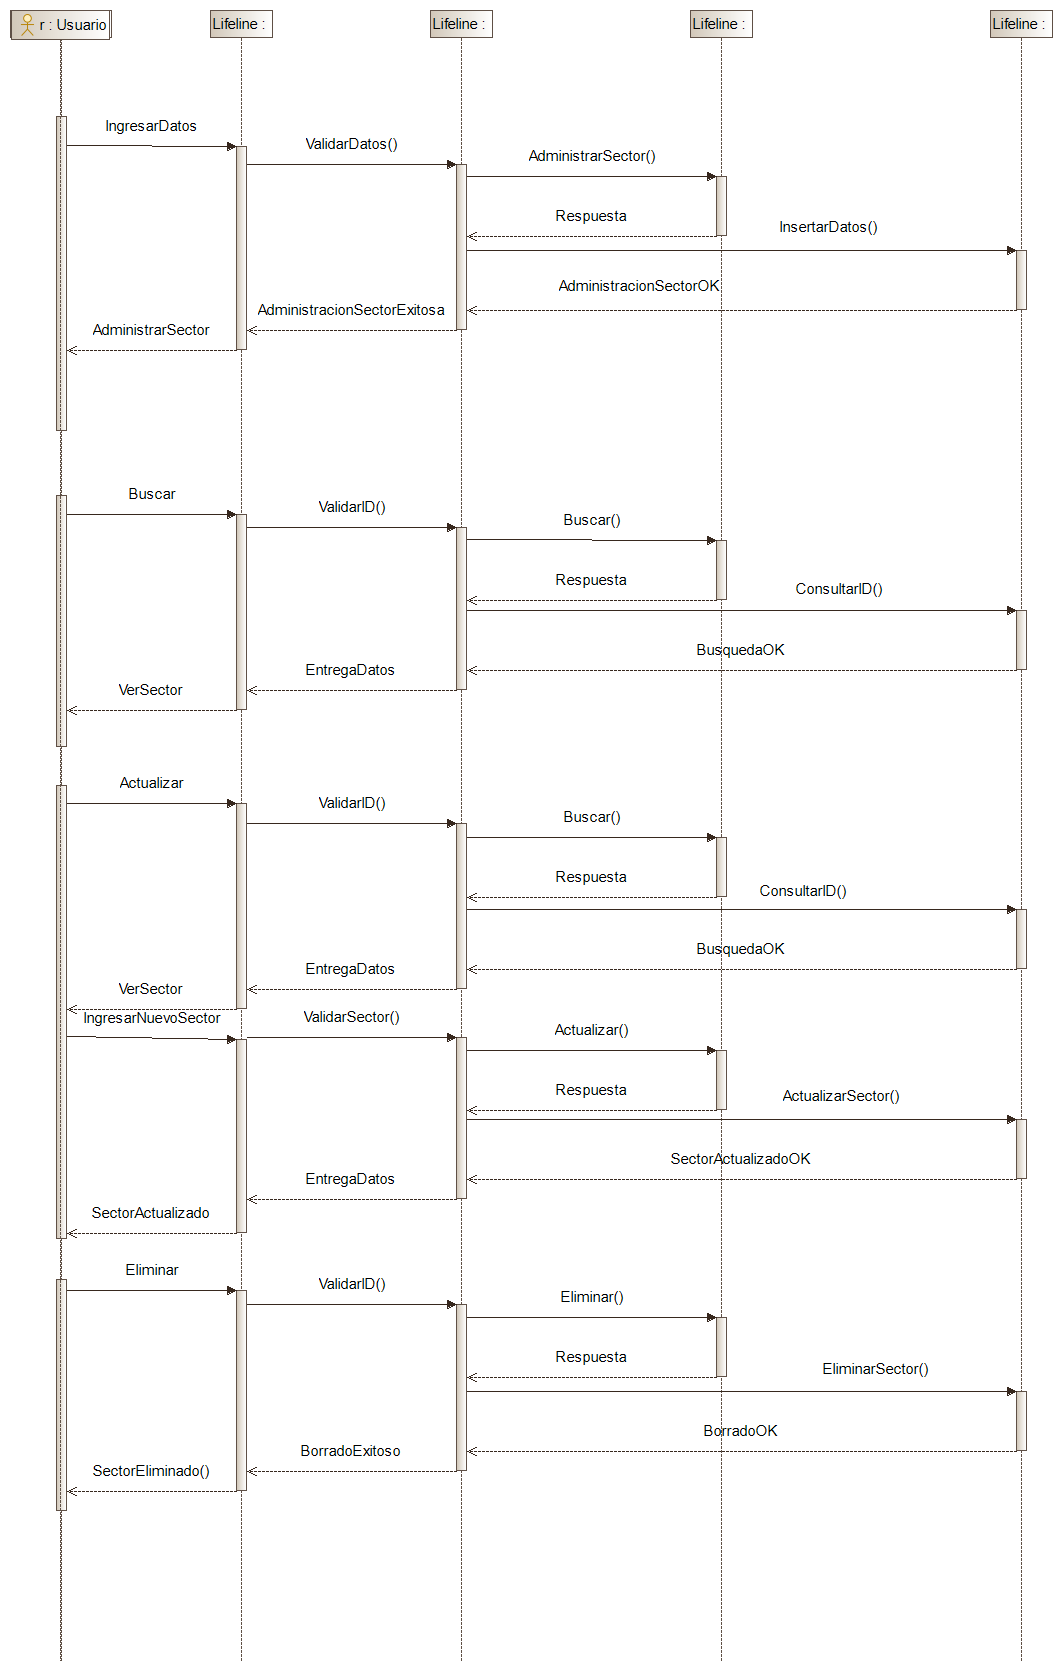 r : Usuario
Lifeline :
Lifeline :
Lifeline :
Lifeline :
IngresarDatos
ValidarDatos()
AdministrarSector()
Respuesta
InsertarDatos()
AdministracionSectorOK
AdministracionSectorExitosa
AdministrarSector
Buscar
ValidarID()
Buscar()
Respuesta
ConsultarID()
BusquedaOK
EntregaDatos
VerSector
Actualizar
ValidarID()
Buscar()
Respuesta
ConsultarID()
BusquedaOK
EntregaDatos
VerSector
IngresarNuevoSector
ValidarSector()
Actualizar()
Respuesta
ActualizarSector()
SectorActualizadoOK
EntregaDatos
SectorActualizado
Eliminar
ValidarID()
Eliminar()
Respuesta
EliminarSector()
BorradoOK
BorradoExitoso
SectorEliminado()